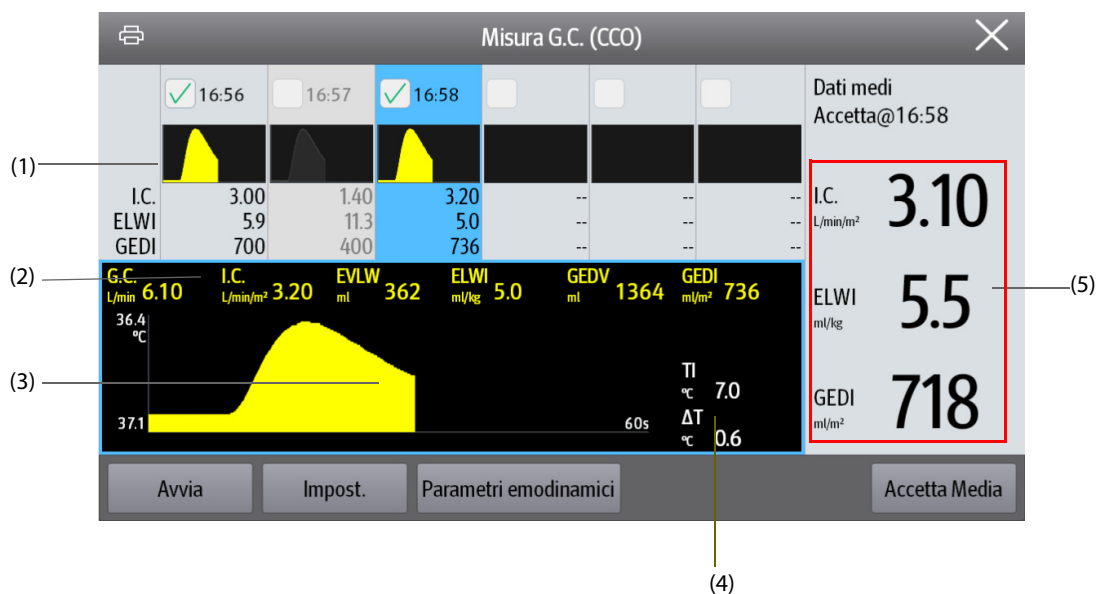 Misura G.C. (CCO)
16:56 16:57 16:58
Dati medi
Accetta@16:58
(1)
I.C. 3.00 1.40 3.20 -- -- --
ELWI 5.9 11.3 5.0 -- -- --
GEDI 700 400 736 -- -- --
I.C. L/min/m² 3.10
ELWI ml/kg 5.5
GEDI ml/m² 718
(5)
(2)
G.C. L/min 6.10 I.C. L/min/m² 3.20 EVLW ml 362 ELWI ml/kg 5.0 GEDV ml 1364 GEDI ml/m² 736
36.4
°C
(3)
37.1
60s
TI
°C 7.0
ΔT
°C 0.6
Avvia Impost. Parametri emodinamici Accetta Media
(4)